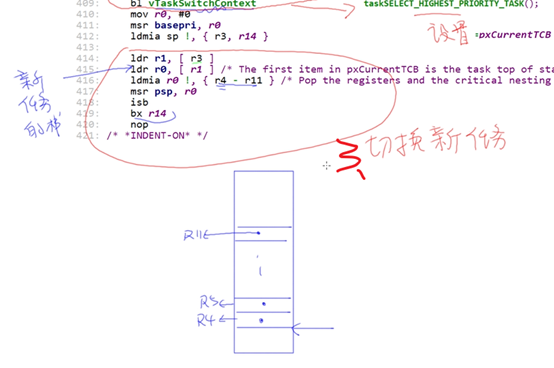 409: bl vTaskSwitchContext taskSELECT_HIGHEST_PRIORITY_TASK();
410: mov r0, #0
411: msr basepri, r0
412: ldmia sp !, { r3, r14 }
设置 =pxCurrentTCB
413:
414: ldr r1, [ r3 ]
415: ldr r0, [ r1 ] /* The first item in pxCurrentTCB is the task top of sta
416: ldmia r0 !, { r4 - r11 } /* Pop the registers and the critical nesting
417: msr psp, r0
418: isb
419: bx r14
420: nop
421: /* *INDENT-ON* */
新
任务
的栈
切换新任务
R11
R5
R4